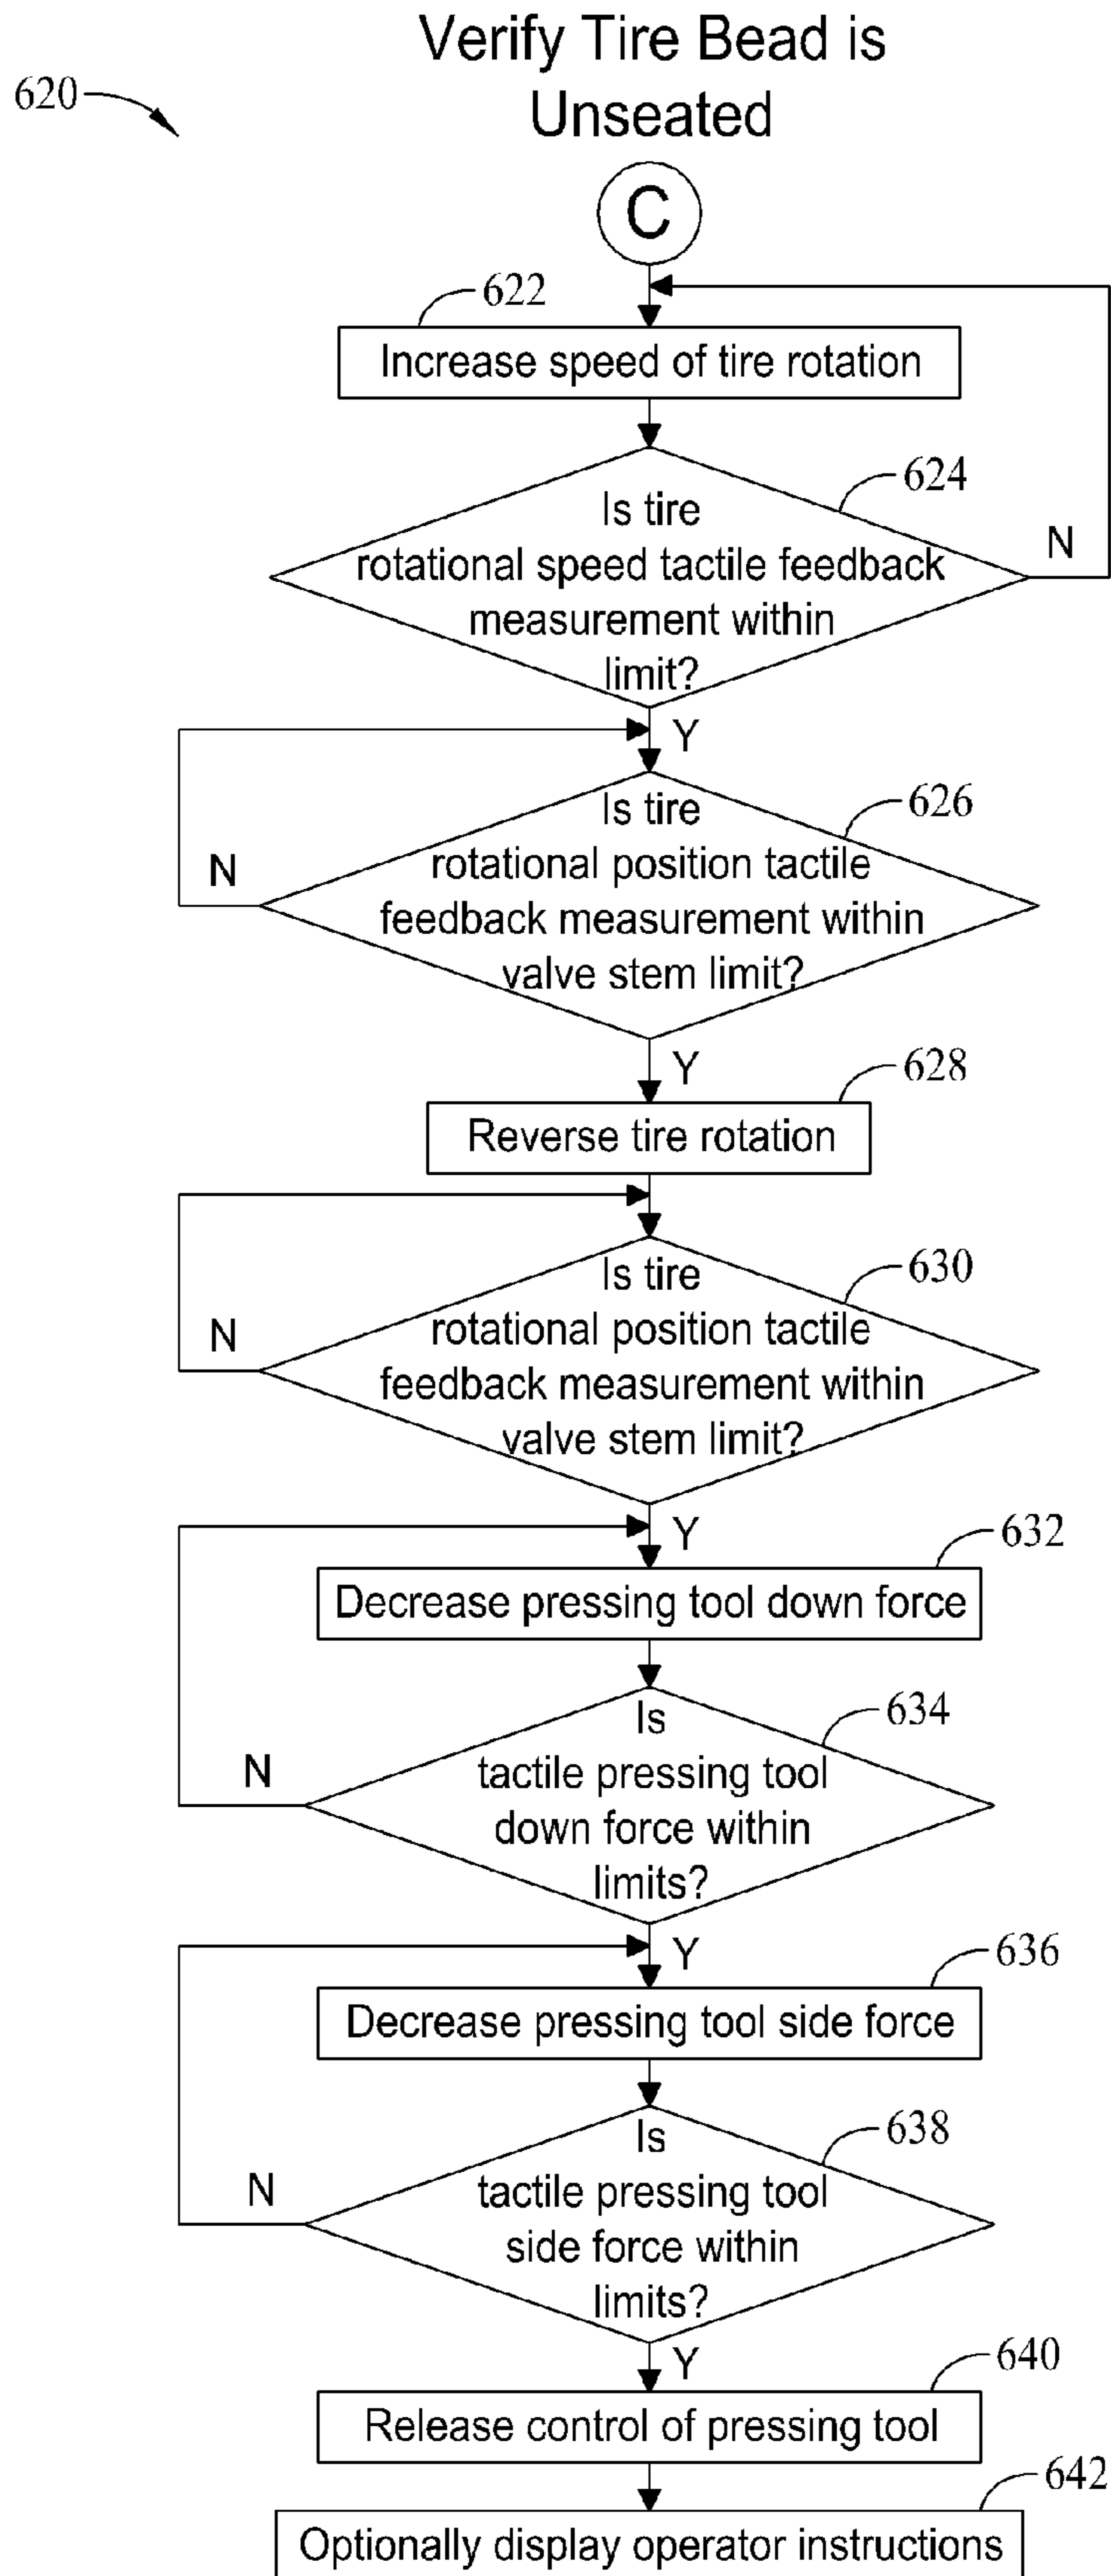 Verify Tire Bead is
Unseated
620
C
622
Increase speed of tire rotation
624
Is tire
rotational speed tactile feedback
measurement within
limit?
N
Y
626
Is tire
rotational position tactile
feedback measurement within
valve stem limit?
N
Y
628
Reverse tire rotation
630
Is tire
rotational position tactile
feedback measurement within
valve stem limit?
N
Y
632
Decrease pressing tool down force
634
Is
tactile pressing tool
down force within
limits?
N
Y
636
Decrease pressing tool side force
638
Is
tactile pressing tool
side force within
limits?
N
Y
640
Release control of pressing tool
642
Optionally display operator instructions